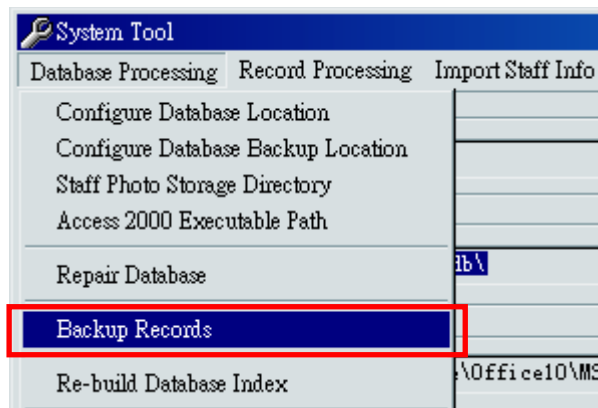 System Tool
Database Processing Record Processing Import Staff Info
Configure Database Location
Configure Database Backup Location
Staff Photo Storage Directory
Access 2000 Executable Path
db\
Repair Database
Backup Records
\Office10\MS
Re-build Database Index